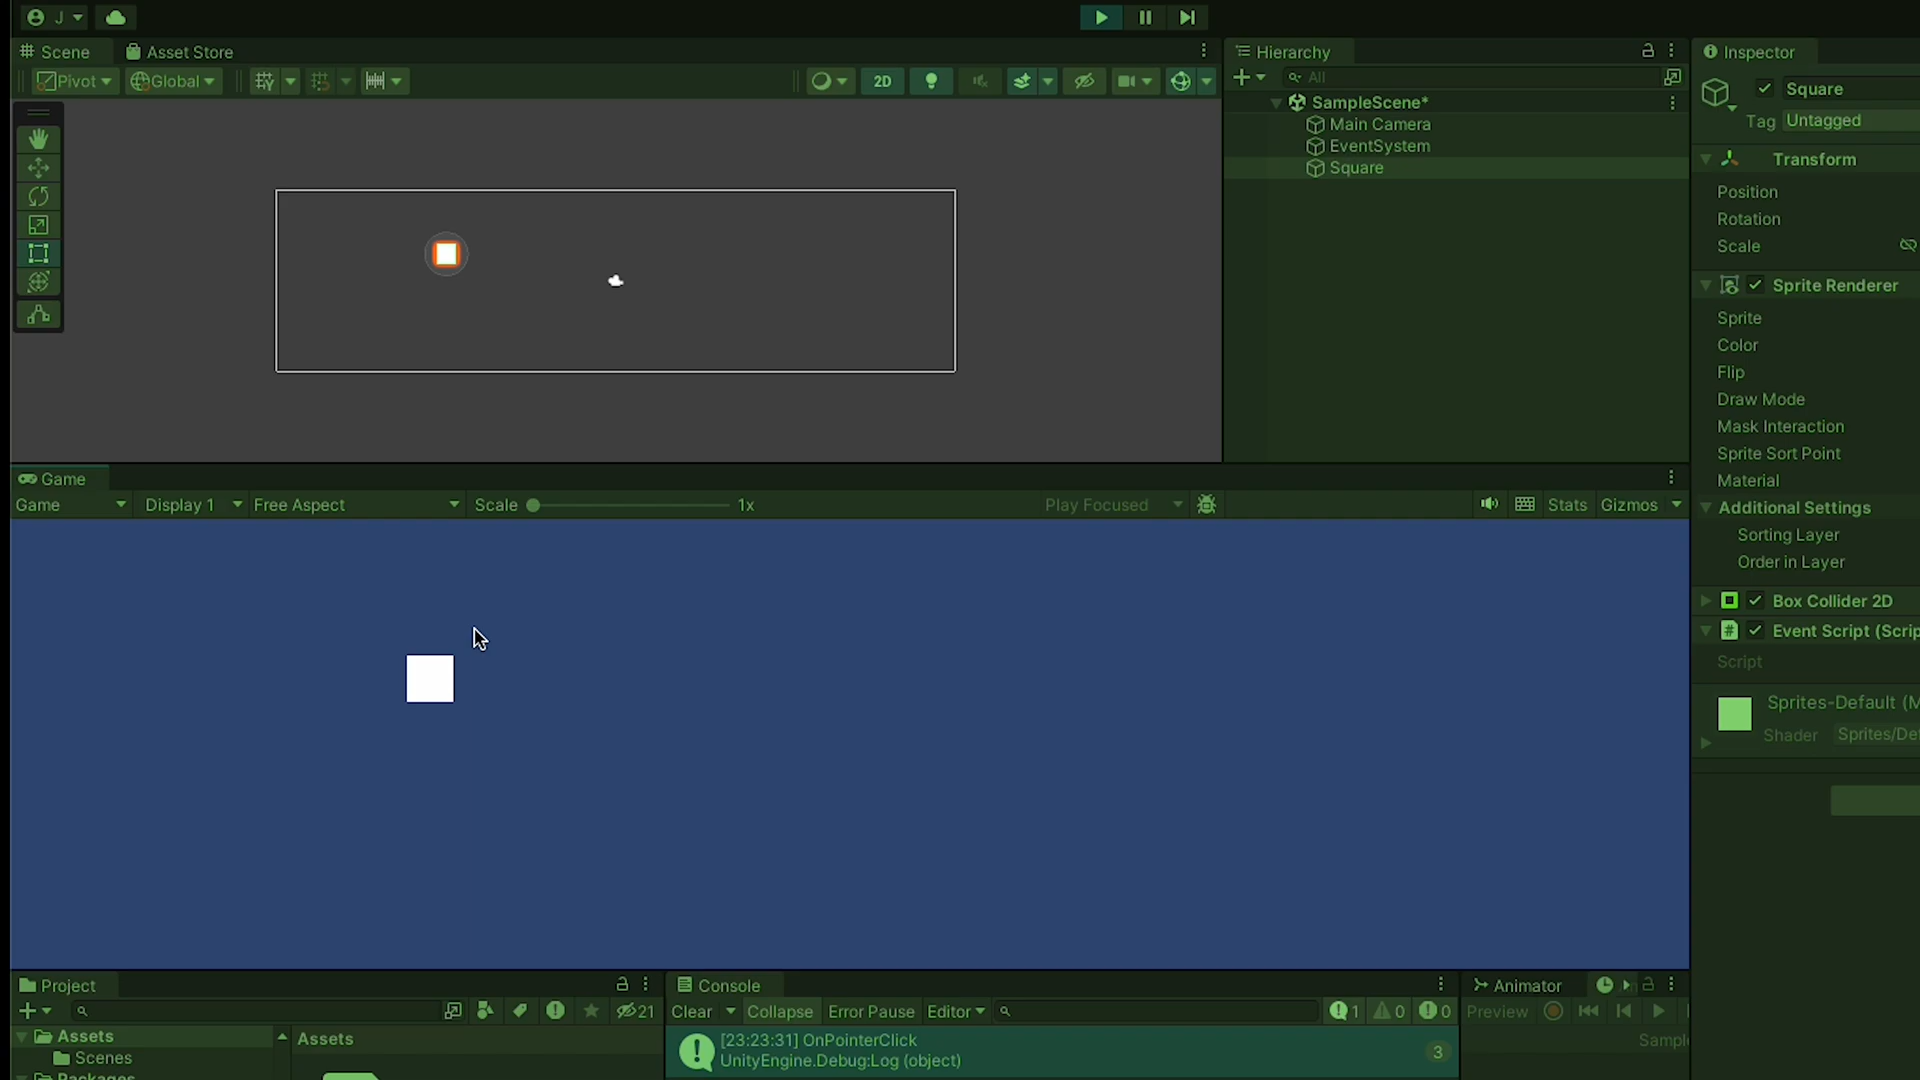 J
Scene
Asset Store
Pivot
Global
2D
Hierarchy
All
SampleScene*
Main Camera
EventSystem
Square
Inspector
Square
Tag
Untagged
Transform
Position
Rotation
Scale
Sprite Renderer
Sprite
Color
Flip
Draw Mode
Mask Interaction
Sprite Sort Point
Material
Additional Settings
Sorting Layer
Order in Layer
Box Collider 2D
Event Script (Scrip
Script
Sprites-Default (M
Shader Sprites/Def
Game
Game Display 1 Free Aspect Scale 1x Play Focused Stats Gizmos
Project
21
Assets
Scenes
Packages
Assets
Console
Clear Collapse Error Pause Editor 1 0 0
[23:23:31] OnPointerClick
UnityEngine.Debug:Log (object)
3
Animator
Preview
Sampl